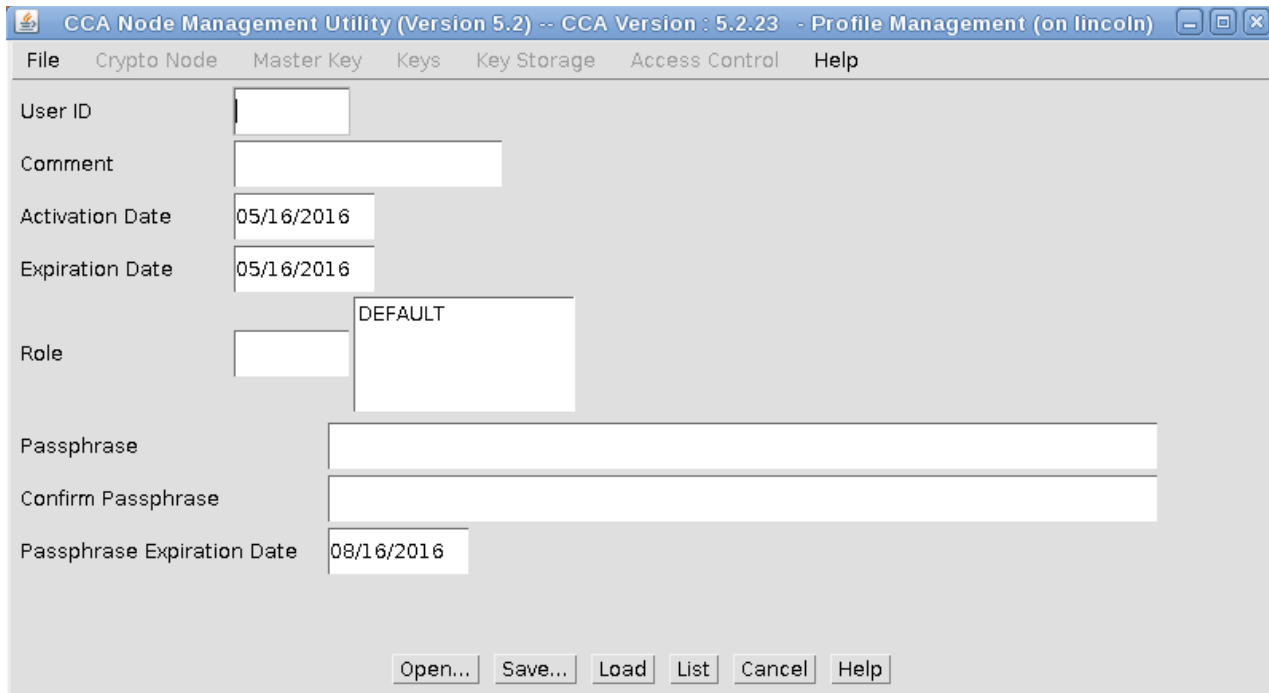 CCA Node Management Utility (Version 5.2) -- CCA Version : 5.2.23 - Profile Management (on lincoln)
File Crypto Node Master Key Keys Key Storage Access Control Help
User ID
Comment
Activation Date 05/16/2016
Expiration Date 05/16/2016
DEFAULT
Role
Passphrase
Confirm Passphrase
Passphrase Expiration Date 08/16/2016
Open... Save... Load List Cancel Help